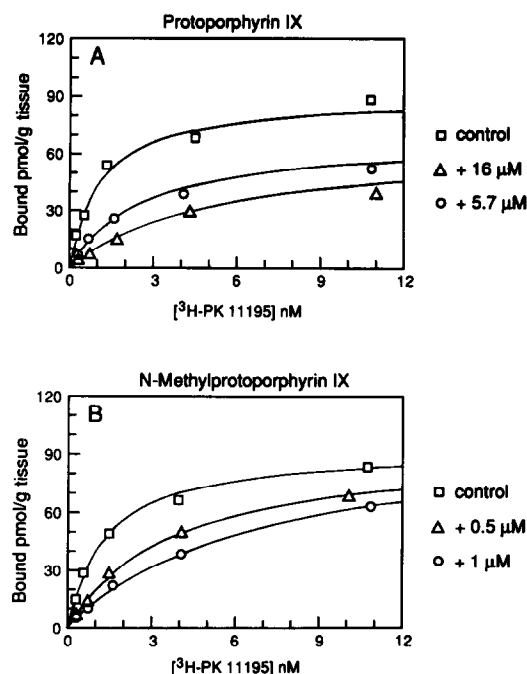 Protoporphyrin IX
A
120
90
60
30
0
Bound pmol/g tissue
0 3 6 9 12
[³H-PK 11195] nM
□ control
△ + 16 μM
○ + 5.7 μM
N-Methylprotoporphyrin IX
B
120
90
60
30
0
Bound pmol/g tissue
0 3 6 9 12
[³H-PK 11195] nM
□ control
△ + 0.5 μM
○ + 1 μM